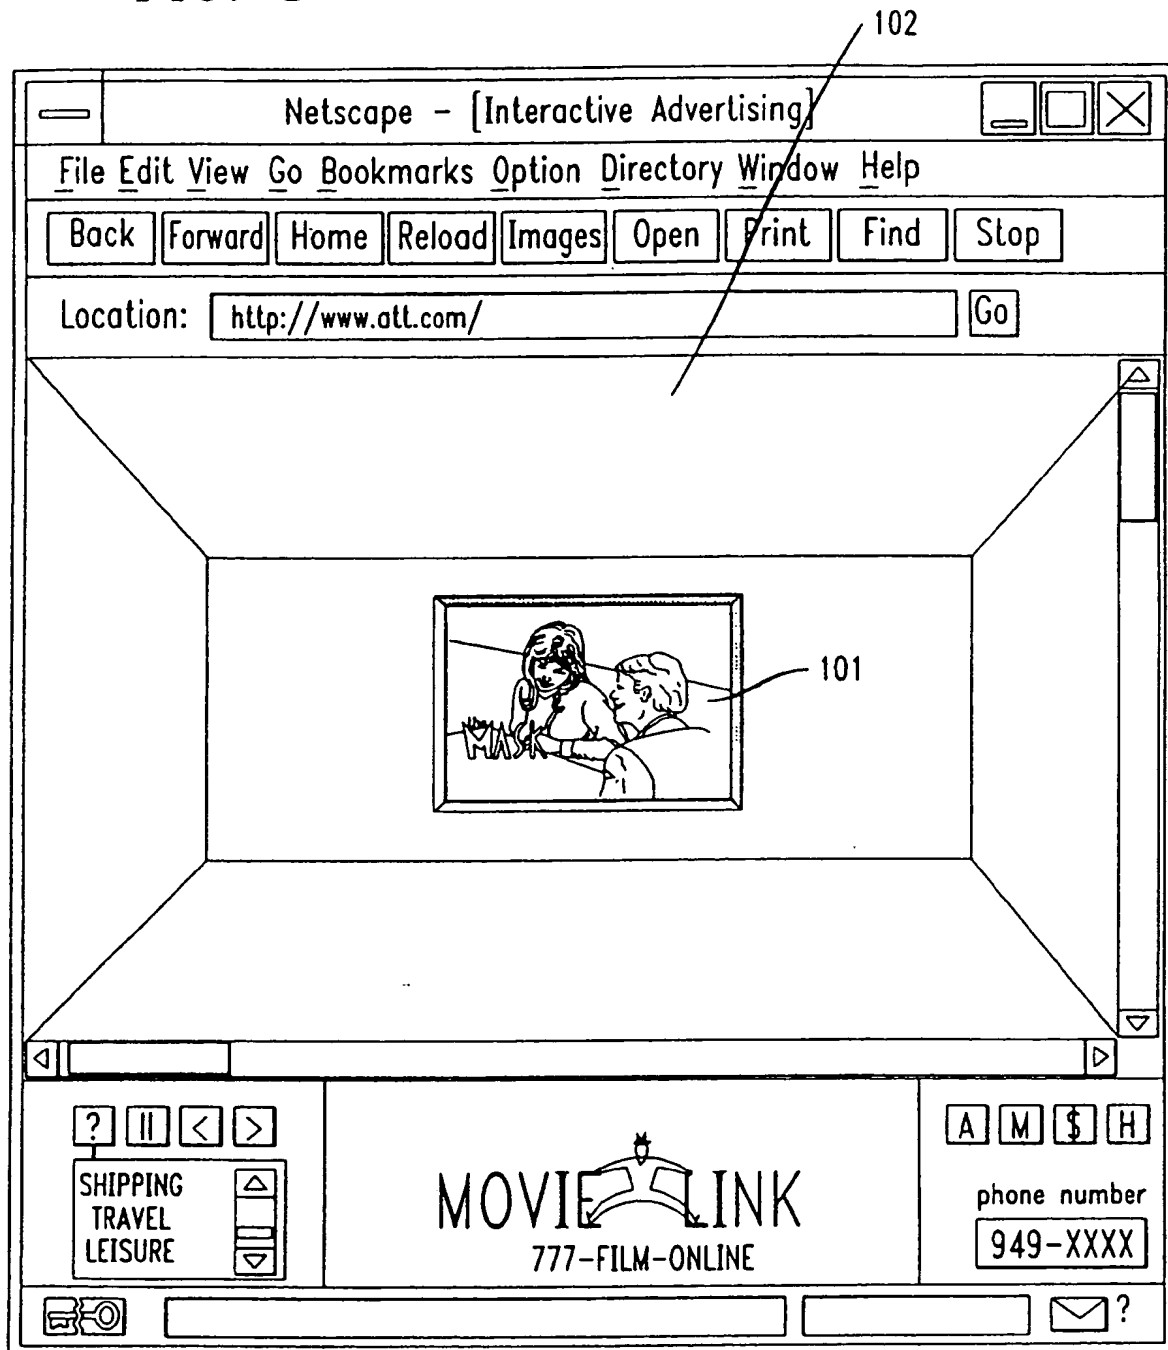 102
Netscape - [Interactive Advertising]
File Edit View Go Bookmarks Option Directory Window Help
Back Forward Home Reload Images Open Print Find Stop
Location: http://www.att.com/ Go
101
MASK
? || < >
A M $ H
SHIPPING
TRAVEL
LEISURE
MOVIE LINK
777-FILM-ONLINE
phone number
949-XXXX
?